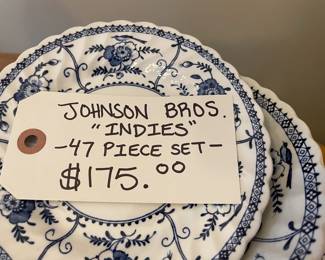 JOHNSON BROS.
"INDIES"
-47 PIECE SET-
$175.00